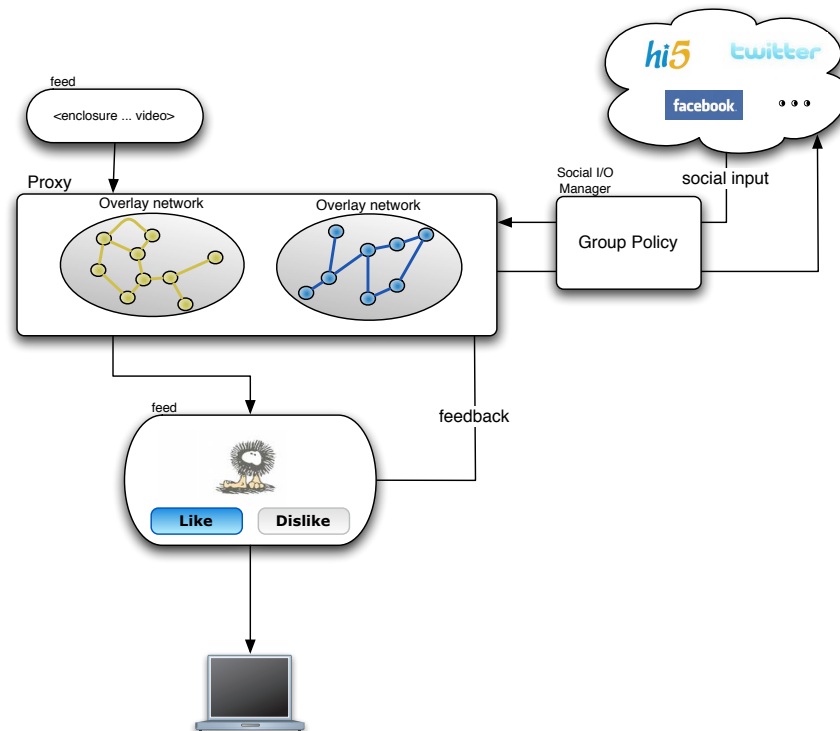 hi5
twitter
facebook
feed
<enclosure ... video>
Proxy
Overlay network
Overlay network
Social I/O
Manager
social input
Group Policy
feed
feedback
Like
Dislike